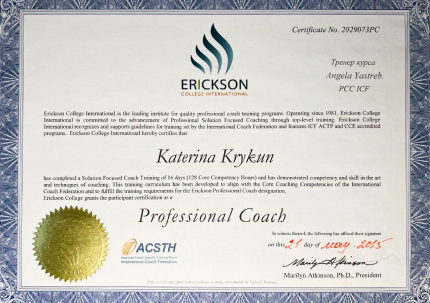 Certificate No. 2029073PC
ERICKSON
COLLEGE INTERNATIONAL
Тренер курса
Angela Yastreb.
PCC ICF
Erickson College International is the leading institute for quality professional coach training programs. Operating since 1981, Erickson College
International is committed to the advancement of Professional Solution Focused Coaching through top-level training. Erickson College
International recognizes and supports guidelines for training set by the International Coach Federation and features ICF ACTP and CCE accredited
programs. Erickson College International hereby certifies that
Katerina Krykun
has completed a Solution Focused Coach Training of 16 days (128 Core Competency Hours) and has demonstrated competency and skill in the art
and techniques of coaching. This training curriculum has been developed to align with the Core Coaching Competencies of the International
Coach Federation and to fulfill the training requirements for the Erickson Professional Coach designation.
Erickson College grants the participant certification as a
Professional Coach
In witness thereof, the following has affixed their signature
on this 21 day of may 2015
ACSTH
Approved Coach Specific Training Hours
International Coach Federation
Marilyn Atkinson
Marilyn Atkinson, Ph.D., President